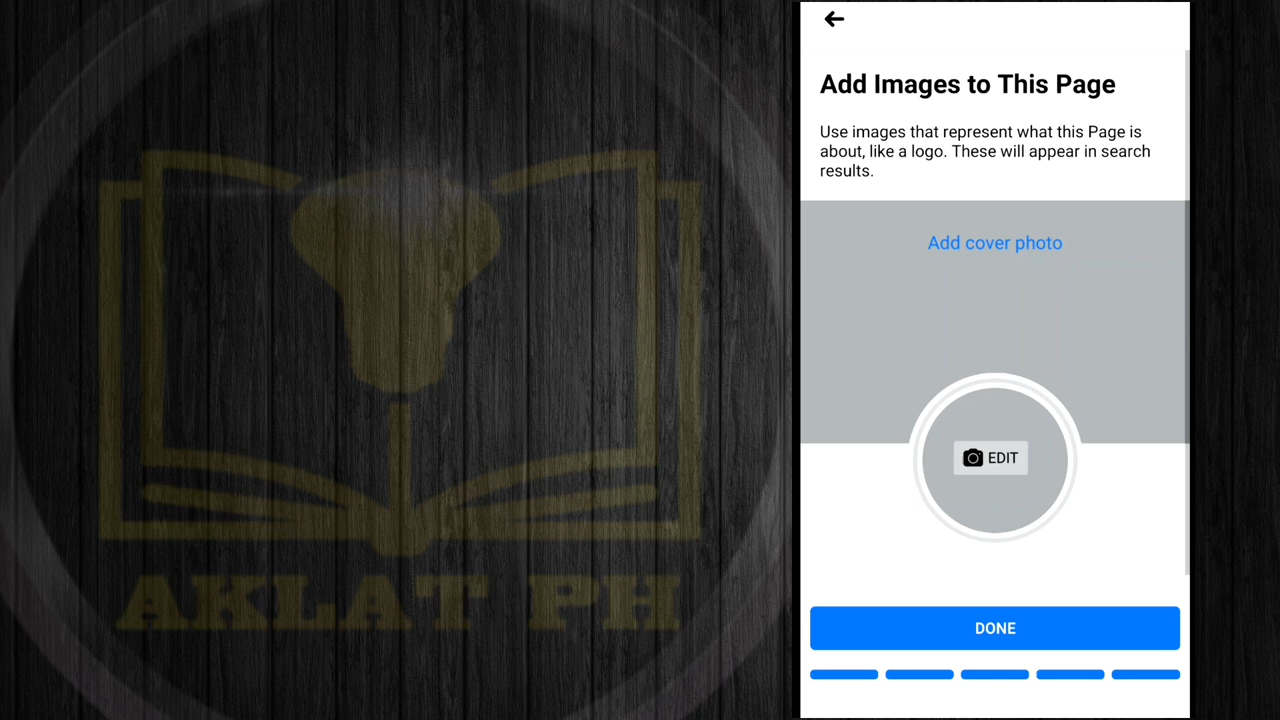 Add Images to This Page
Use images that represent what this Page is
about, like a logo. These will appear in search
results.
Add cover photo
EDIT
DONE
AKLAT PH